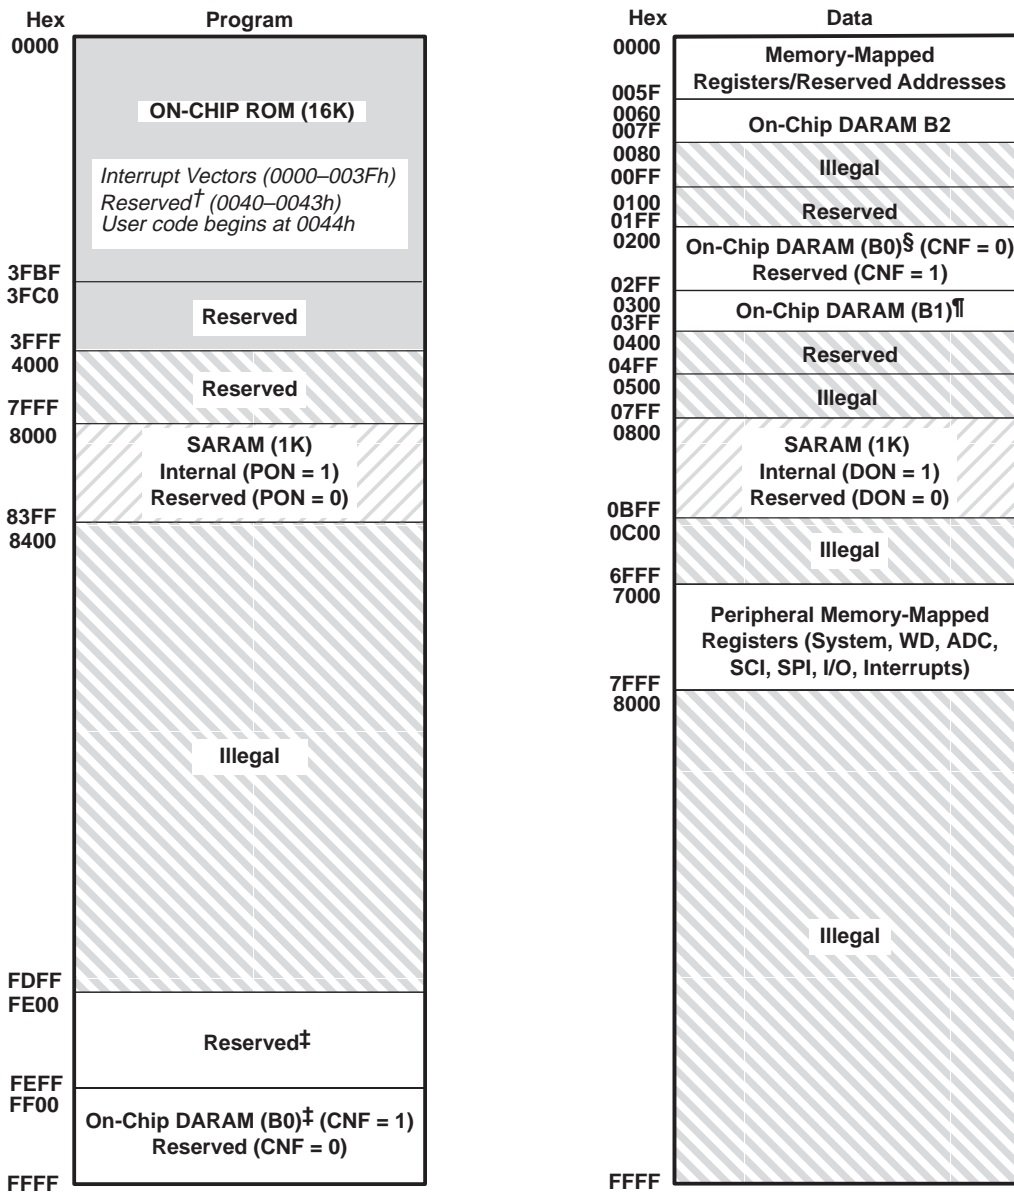 Hex Program
0000
ON-CHIP ROM (16K)
Interrupt Vectors (0000–003Fh)
Reserved† (0040–0043h)
User code begins at 0044h
3FBF
3FC0
Reserved
3FFF
4000
Reserved
7FFF
8000
SARAM (1K)
Internal (PON = 1)
Reserved (PON = 0)
83FF
8400
Illegal
FDFF
FE00
Reserved‡
FEFF
FF00
On-Chip DARAM (B0)‡ (CNF = 1)
Reserved (CNF = 0)
FFFF
Hex Data
0000
Memory-Mapped
Registers/Reserved Addresses
005F
0060
On-Chip DARAM B2
007F
0080
Illegal
00FF
0100
Reserved
01FF
0200
On-Chip DARAM (B0)§ (CNF = 0)
Reserved (CNF = 1)
02FF
0300
On-Chip DARAM (B1)¶
03FF
0400
Reserved
04FF
0500
Illegal
07FF
0800
SARAM (1K)
Internal (DON = 1)
Reserved (DON = 0)
0BFF
0C00
Illegal
6FFF
7000
Peripheral Memory-Mapped
Registers (System, WD, ADC,
SCI, SPI, I/O, Interrupts)
7FFF
8000
Illegal
FFFF